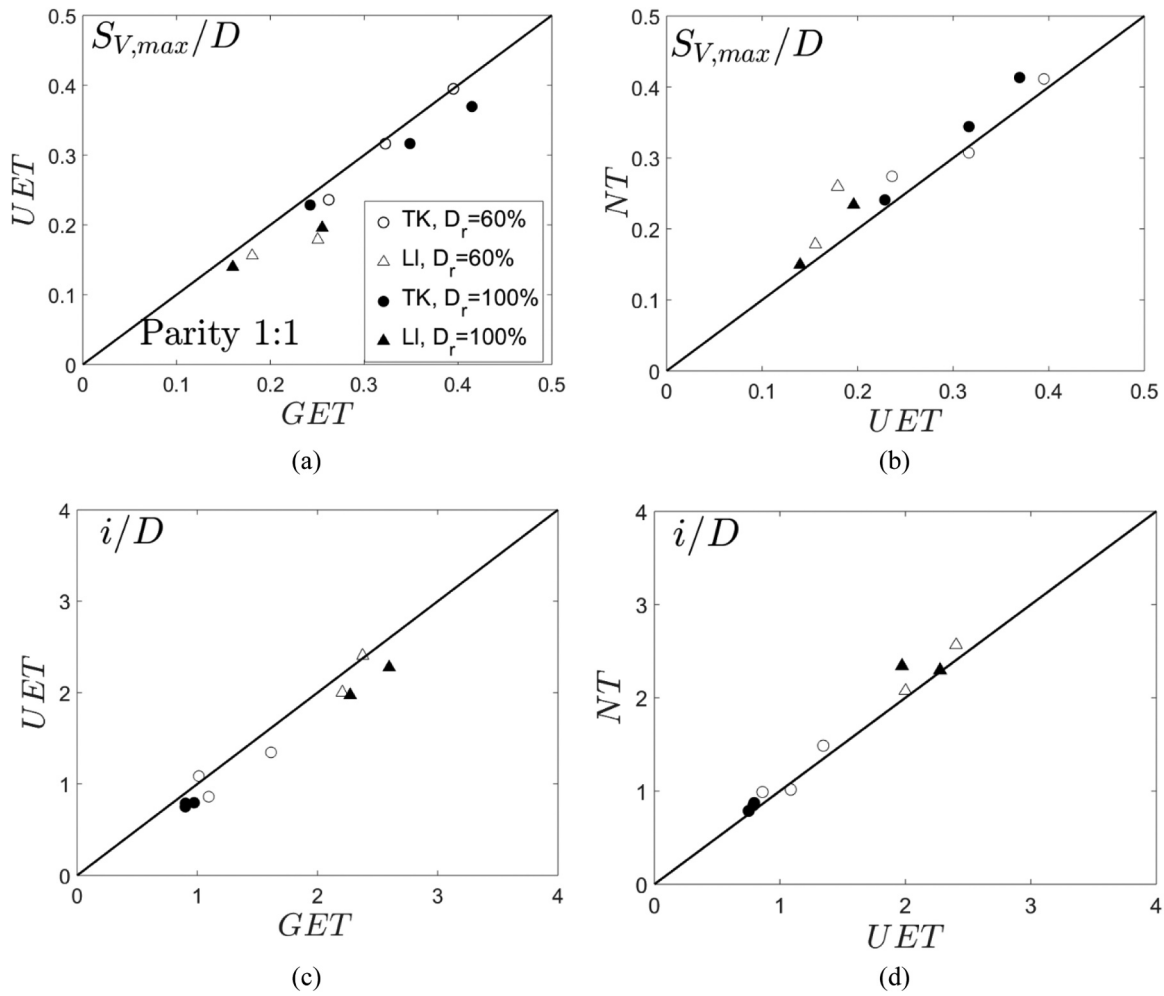 S_{V,max}/D
0.5
0.4
0.3
0.2
0.1
0
UET
TK, D_r=60%
LI, D_r=60%
TK, D_r=100%
LI, D_r=100%
Parity 1:1
0 0.1 0.2 0.3 0.4 0.5
GET
(a)
S_{V,max}/D
0.5
0.4
0.3
0.2
0.1
0
NT
0 0.1 0.2 0.3 0.4 0.5
UET
(b)
i/D
4
3
2
1
0
UET
0 1 2 3 4
GET
(c)
i/D
4
3
2
1
0
NT
0 1 2 3 4
UET
(d)